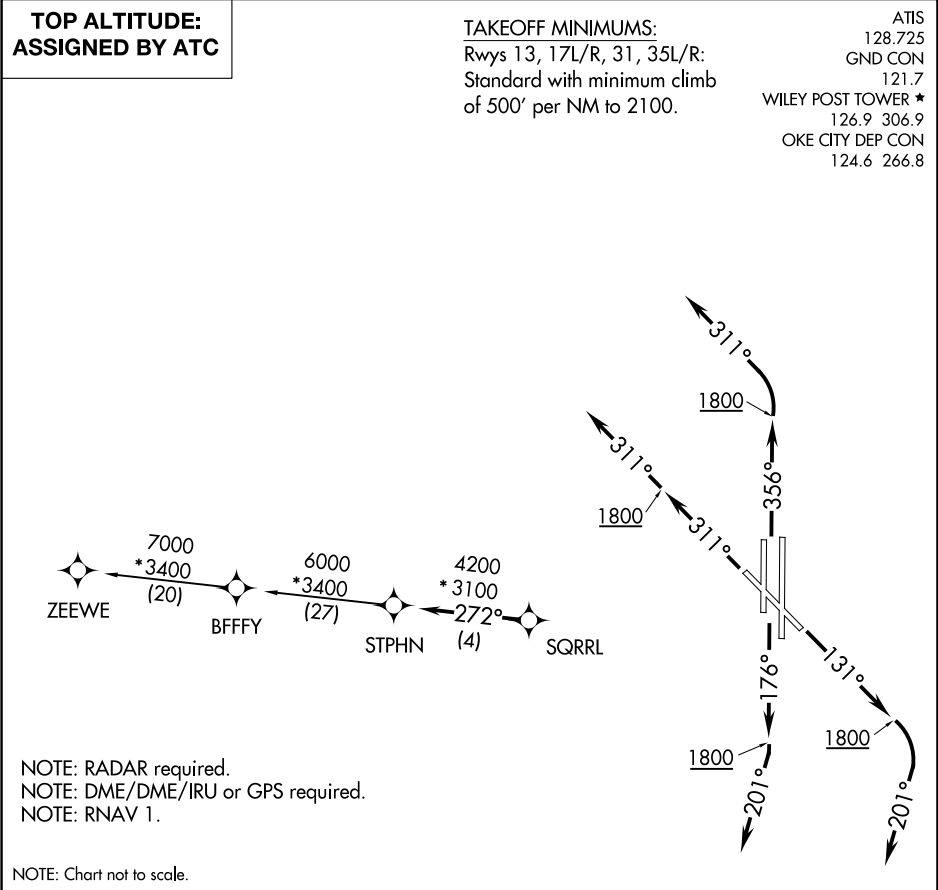 TOP ALTITUDE:
ASSIGNED BY ATC
TAKEOFF MINIMUMS:
Rwys 13, 17L/R, 31, 35L/R:
Standard with minimum climb
of 500' per NM to 2100.
ATIS
128.725
GND CON
121.7
WILEY POST TOWER ★
126.9 306.9
OKE CITY DEP CON
124.6 266.8
311°
1800
356°
311°
1800
311°
7000
*3400
(20)
6000
*3400
(27)
4200
*3100
272°
(4)
ZEEWE
BFFFY
STPHN
SQRRL
176°
1800
201°
131°
1800
201°
NOTE: RADAR required.
NOTE: DME/DME/IRU or GPS required.
NOTE: RNAV 1.
NOTE: Chart not to scale.